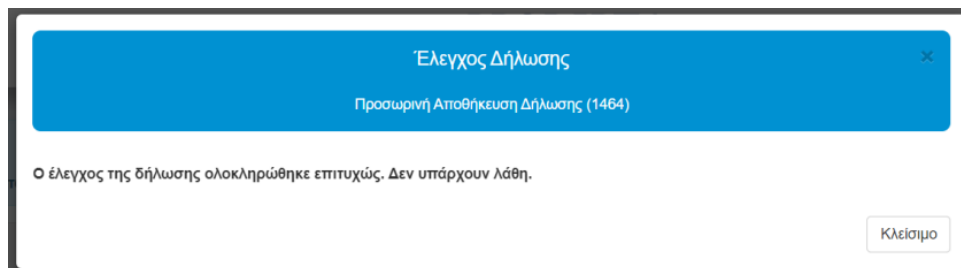 Έλεγχος Δήλωσης
×
Προσωρινή Αποθήκευση Δήλωσης (1464)
Ο έλεγχος της δήλωσης ολοκληρώθηκε επιτυχώς. Δεν υπάρχουν λάθη.
Κλείσιμο